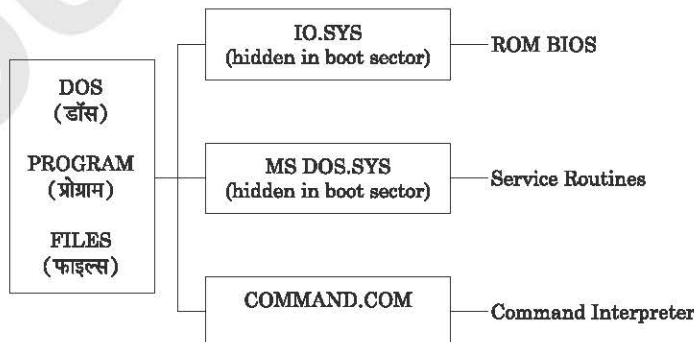 DOS
(डॉस)
PROGRAM
(प्रोग्राम)
FILES
(फाइल्स)
IO.SYS
(hidden in boot sector)
ROM BIOS
MS DOS.SYS
(hidden in boot sector)
Service Routines
COMMAND.COM
Command Interpreter